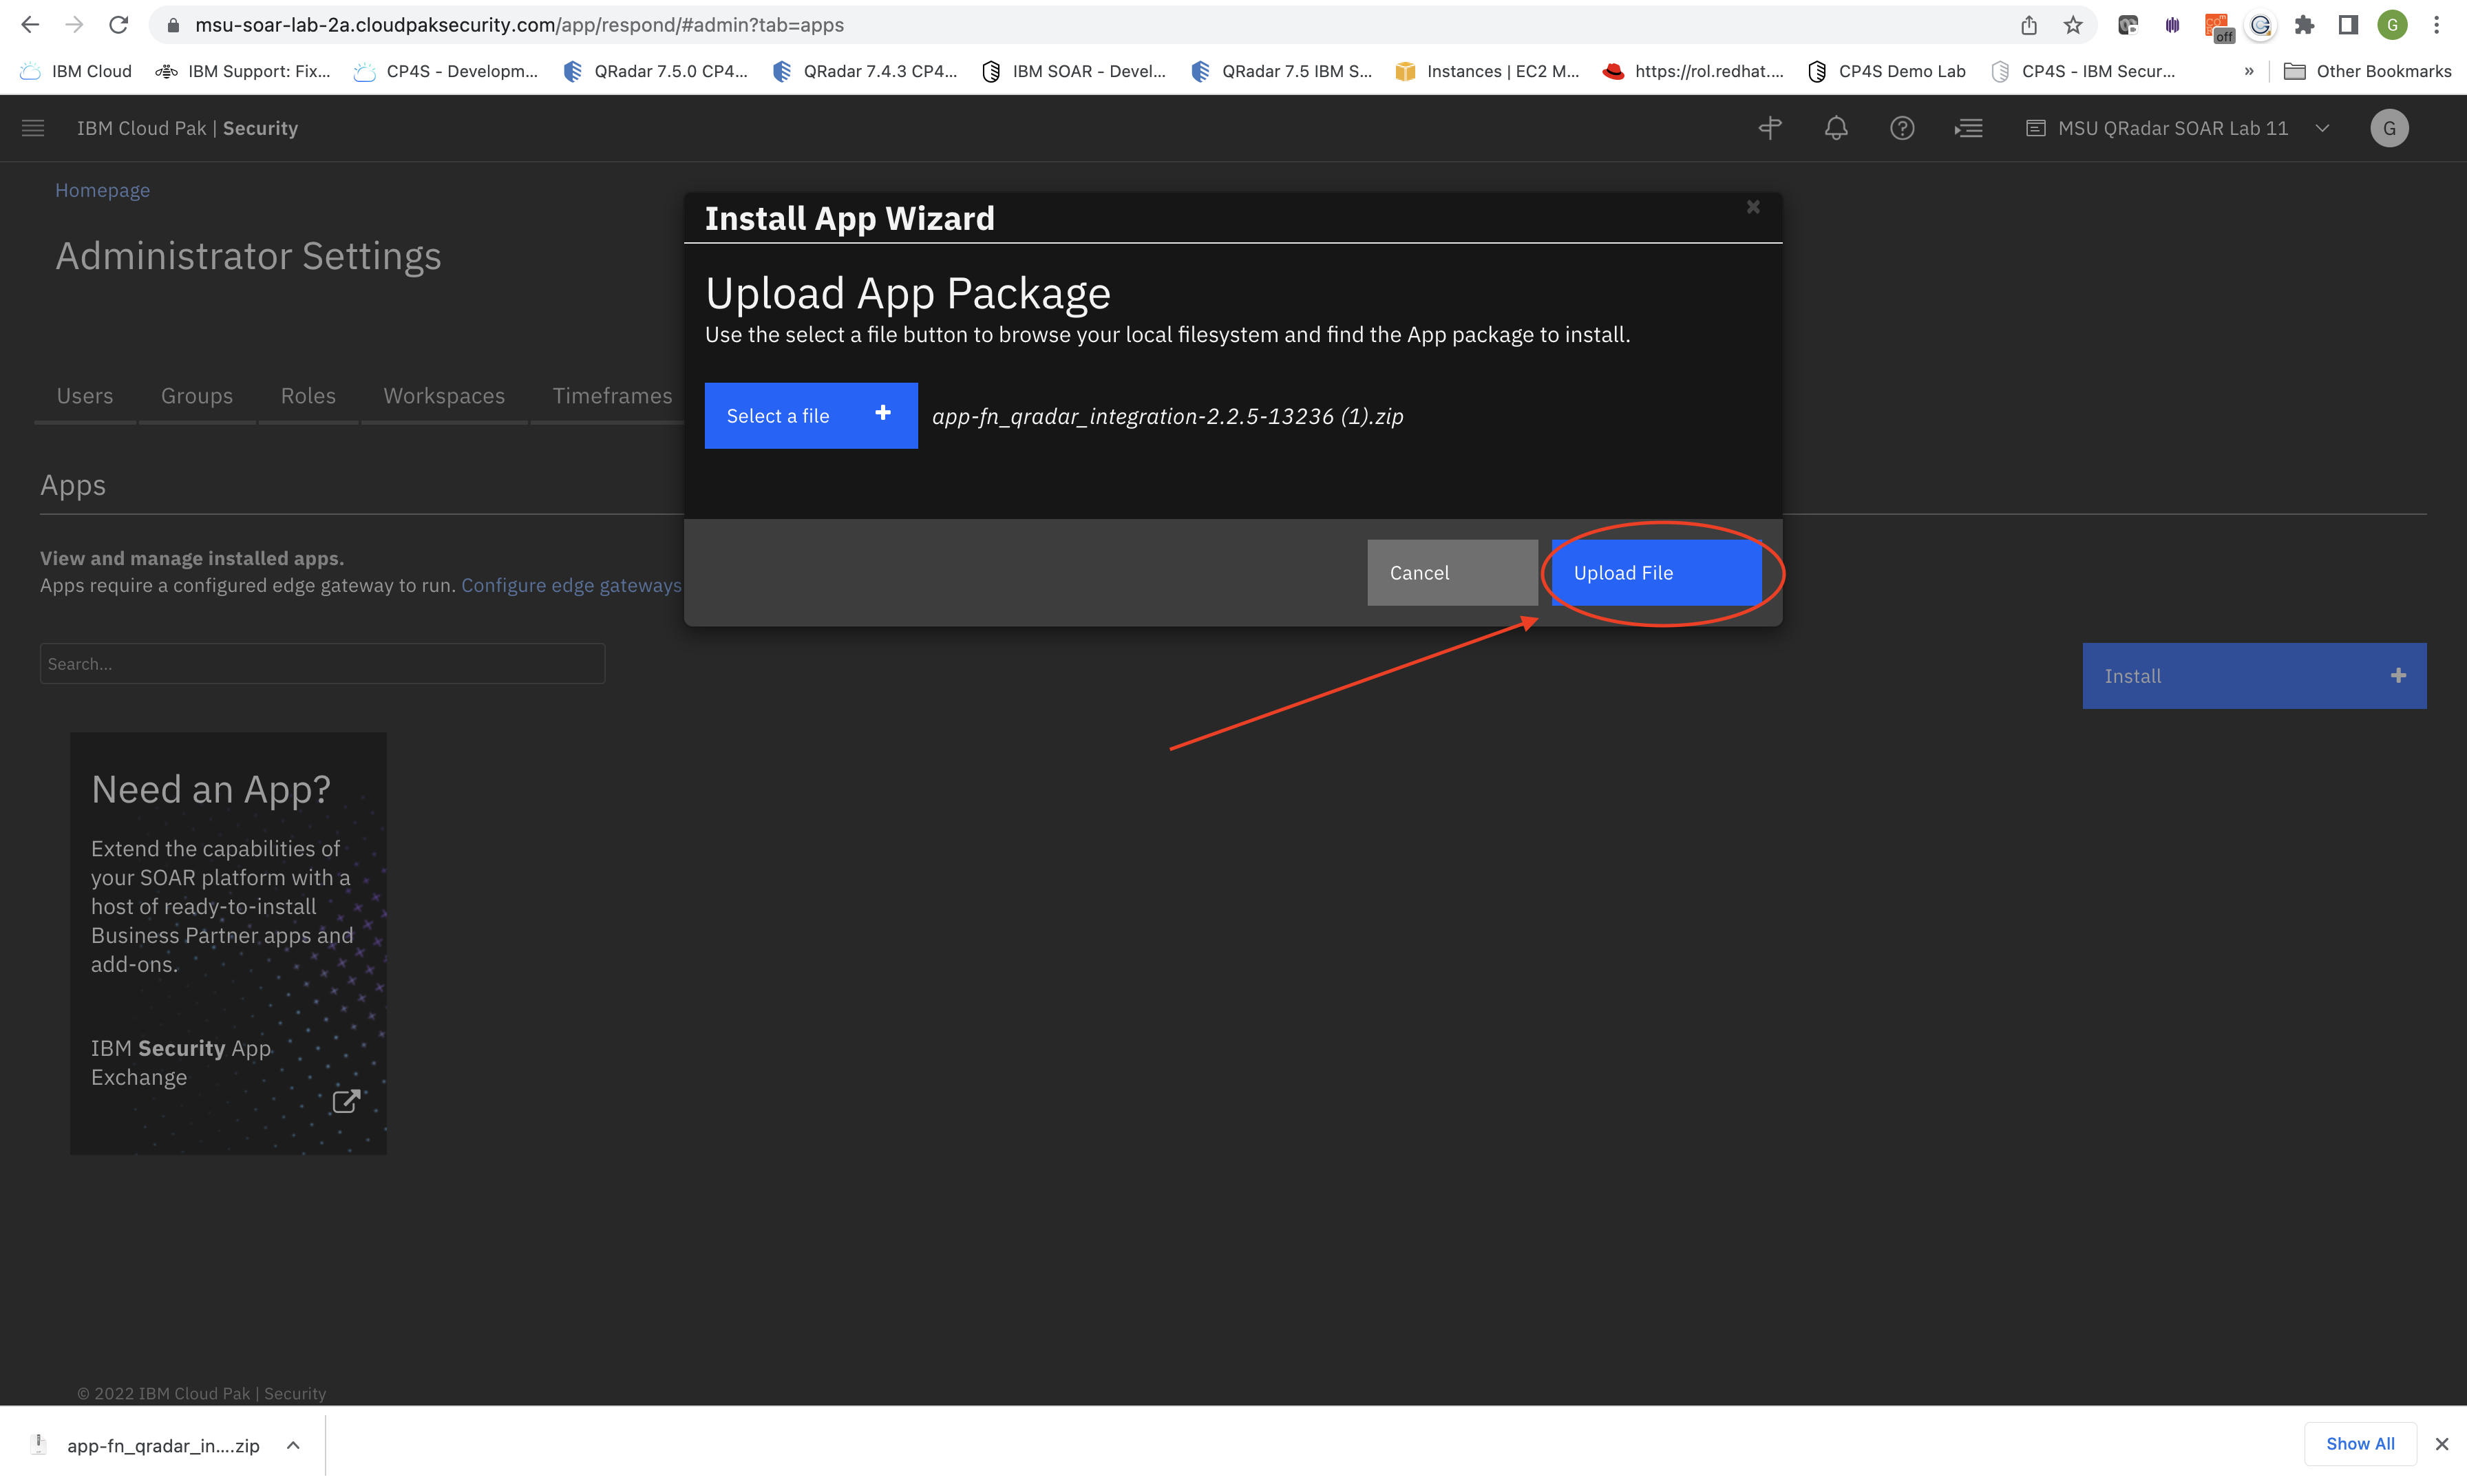 msu-soar-lab-2a.cloudpaksecurity.com/app/respond/#admin?tab=apps
off
G
IBM Cloud
IBM Support: Fix...
CP4S - Developm...
QRadar 7.5.0 CP4...
QRadar 7.4.3 CP4...
IBM SOAR - Devel...
QRadar 7.5 IBM S...
Instances | EC2 M...
https://rol.redhat....
CP4S Demo Lab
CP4S - IBM Secur...
»
Other Bookmarks
IBM Cloud Pak | Security
MSU QRadar SOAR Lab 11
G
Homepage
Administrator Settings
Install App Wizard
Upload App Package
Use the select a file button to browse your local filesystem and find the App package to install.
Users
Groups
Roles
Workspaces
Timeframes
Select a file
app-fn_qradar_integration-2.2.5-13236 (1).zip
Apps
View and manage installed apps.
Apps require a configured edge gateway to run. Configure edge gateways
Cancel
Upload File
Search...
Install
Need an App?
Extend the capabilities of
your SOAR platform with a
host of ready-to-install
Business Partner apps and
add-ons.
IBM Security App
Exchange
© 2022 IBM Cloud Pak | Security
app-fn_qradar_in....zip
Show All